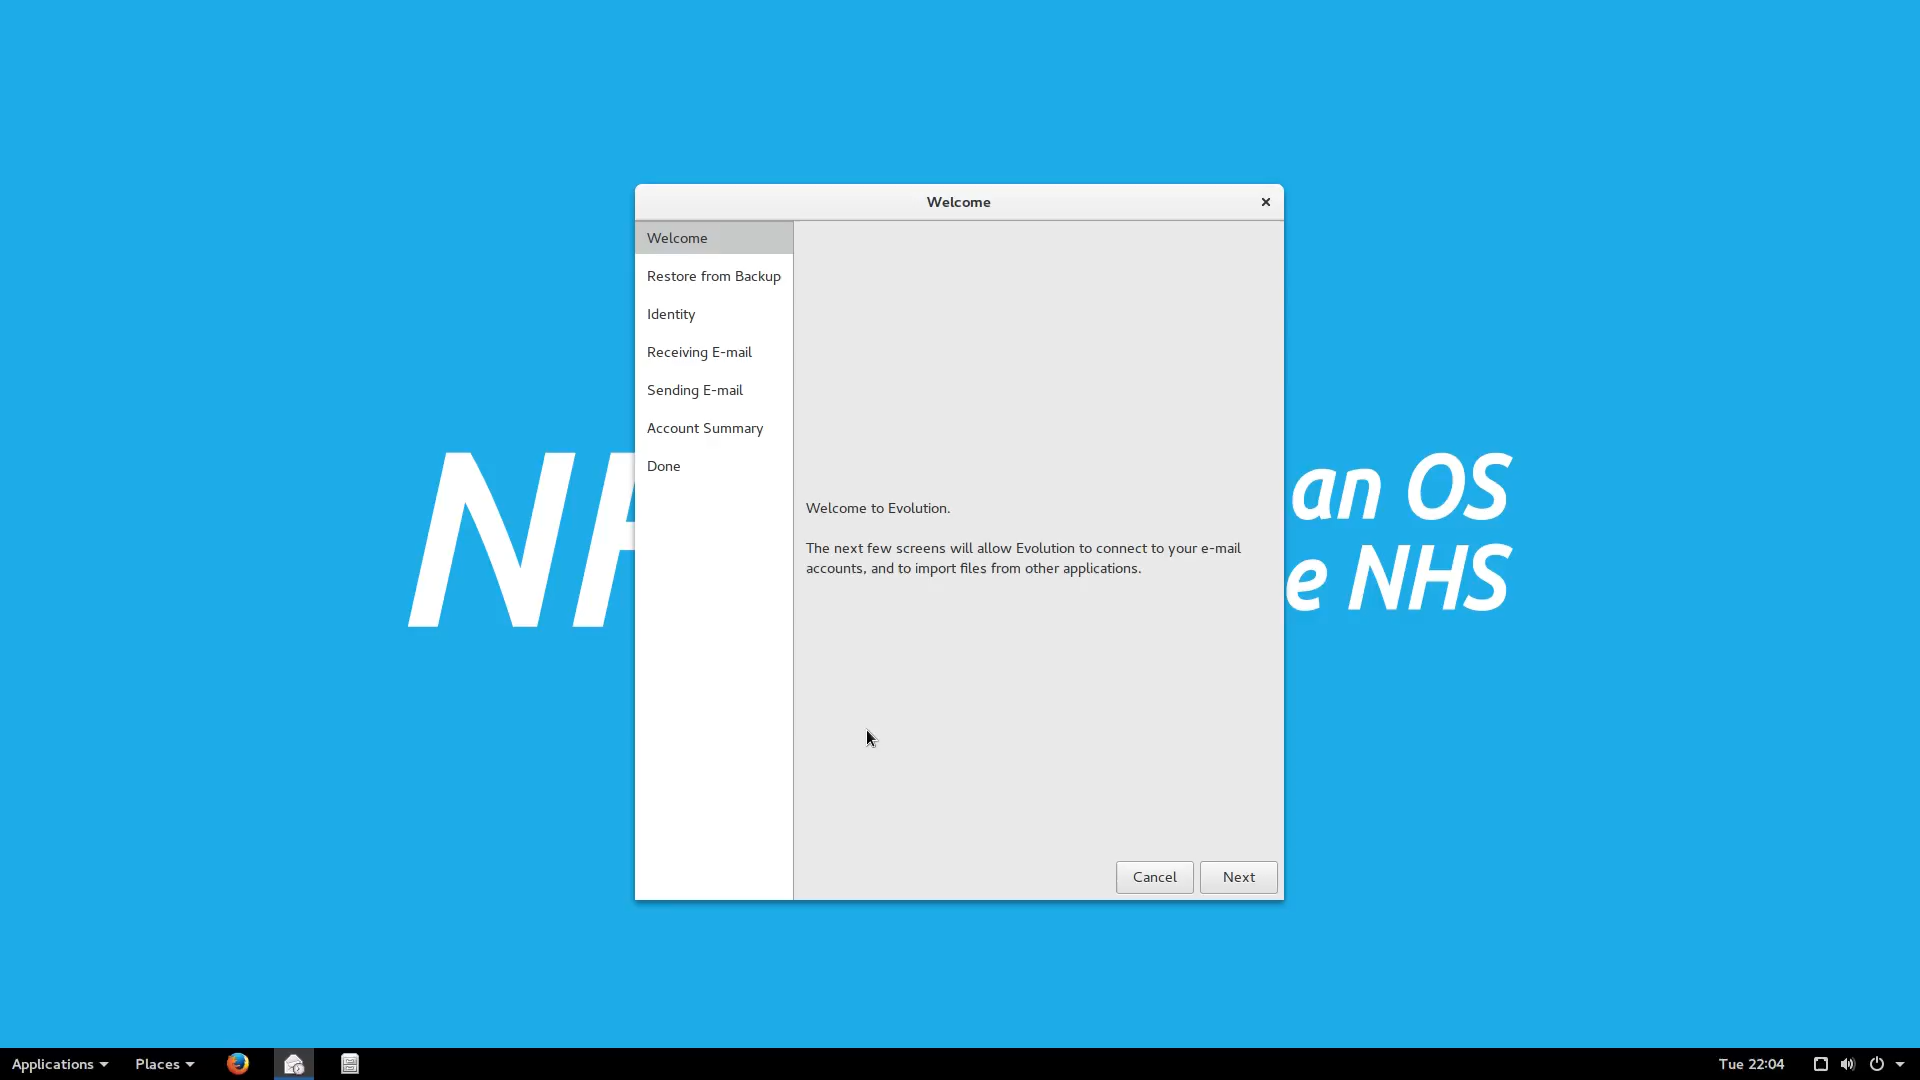 Welcome
Welcome
Restore from Backup
Identity
Receiving E-mail
Sending E-mail
Account Summary
Done
an OS
e NHS
Welcome to Evolution.
The next few screens will allow Evolution to connect to your e-mail
accounts, and to import files from other applications.
Cancel
Next
Applications
Places
Tue 22:04